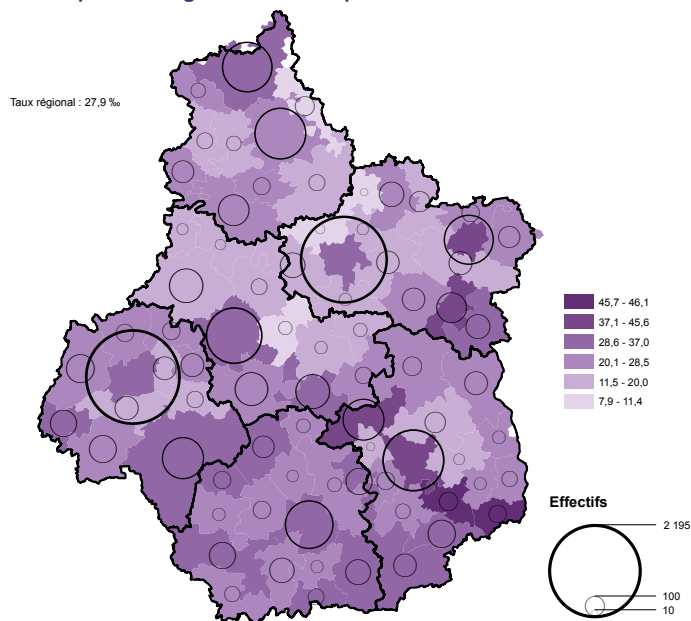 Taux régional : 27,9 ‰
45,7 - 46,1
37,1 - 45,6
28,6 - 37,0
20,1 - 28,5
11,5 - 20,0
7,9 - 11,4
Effectifs
2 195
100
10